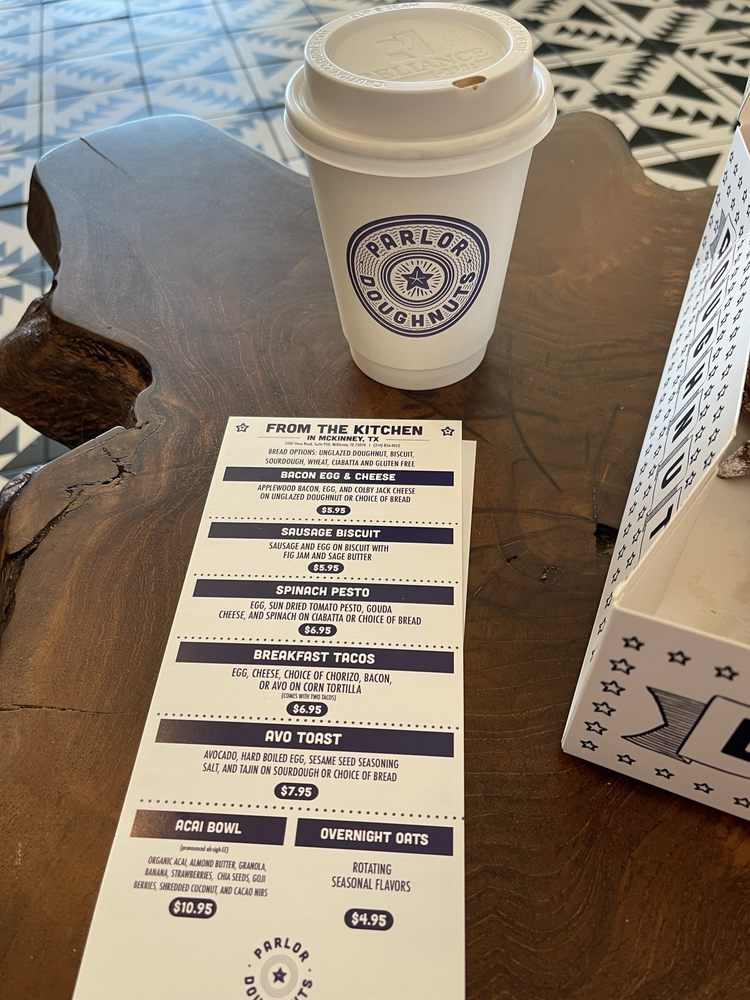 ALLIANCE
PARLOR
DOUGHNUTS
DOUGHNUT
FROM THE KITCHEN
IN MCKINNEY, TX
BREAD OPTIONS: UNGLAZED DOUGHNUT, BISCUIT,
SOURDOUGH, WHEAT, CIABATTA AND GLUTEN FREE
BACON EGG & CHEESE
APPLEWOOD BACON, EGG, AND COLBY JACK CHEESE
ON UNGLAZED DOUGHNUT OR CHOICE OF BREAD
$5.95
SAUSAGE BISCUIT
SAUSAGE AND EGG ON BISCUIT WITH
FIG JAM AND SAGE BUTTER
$5.95
SPINACH PESTO
EGG, SUN DRIED TOMATO PESTO, GOUDA
CHEESE, AND SPINACH ON CIABATTA OR CHOICE OF BREAD
$6.95
BREAKFAST TACOS
EGG, CHEESE, CHOICE OF CHORIZO, BACON,
OR AVO ON CORN TORTILLA
(COMES WITH TWO TACOS)
$6.95
AVO TOAST
AVOCADO, HARD BOILED EGG, SESAME SEED SEASONING
SALT, AND TAJIN ON SOURDOUGH OR CHOICE OF BREAD
$7.95
ACAI BOWL
(pronounced ah-sigh-EE)
ORGANIC ACAI, ALMOND BUTTER, GRANOLA,
BANANA, STRAWBERRIES, CHIA SEEDS, GOJI
BERRIES, SHREDDED COCONUT, AND CACAO NIBS
$10.95
OVERNIGHT OATS
ROTATING
SEASONAL FLAVORS
$4.95
PARLOR